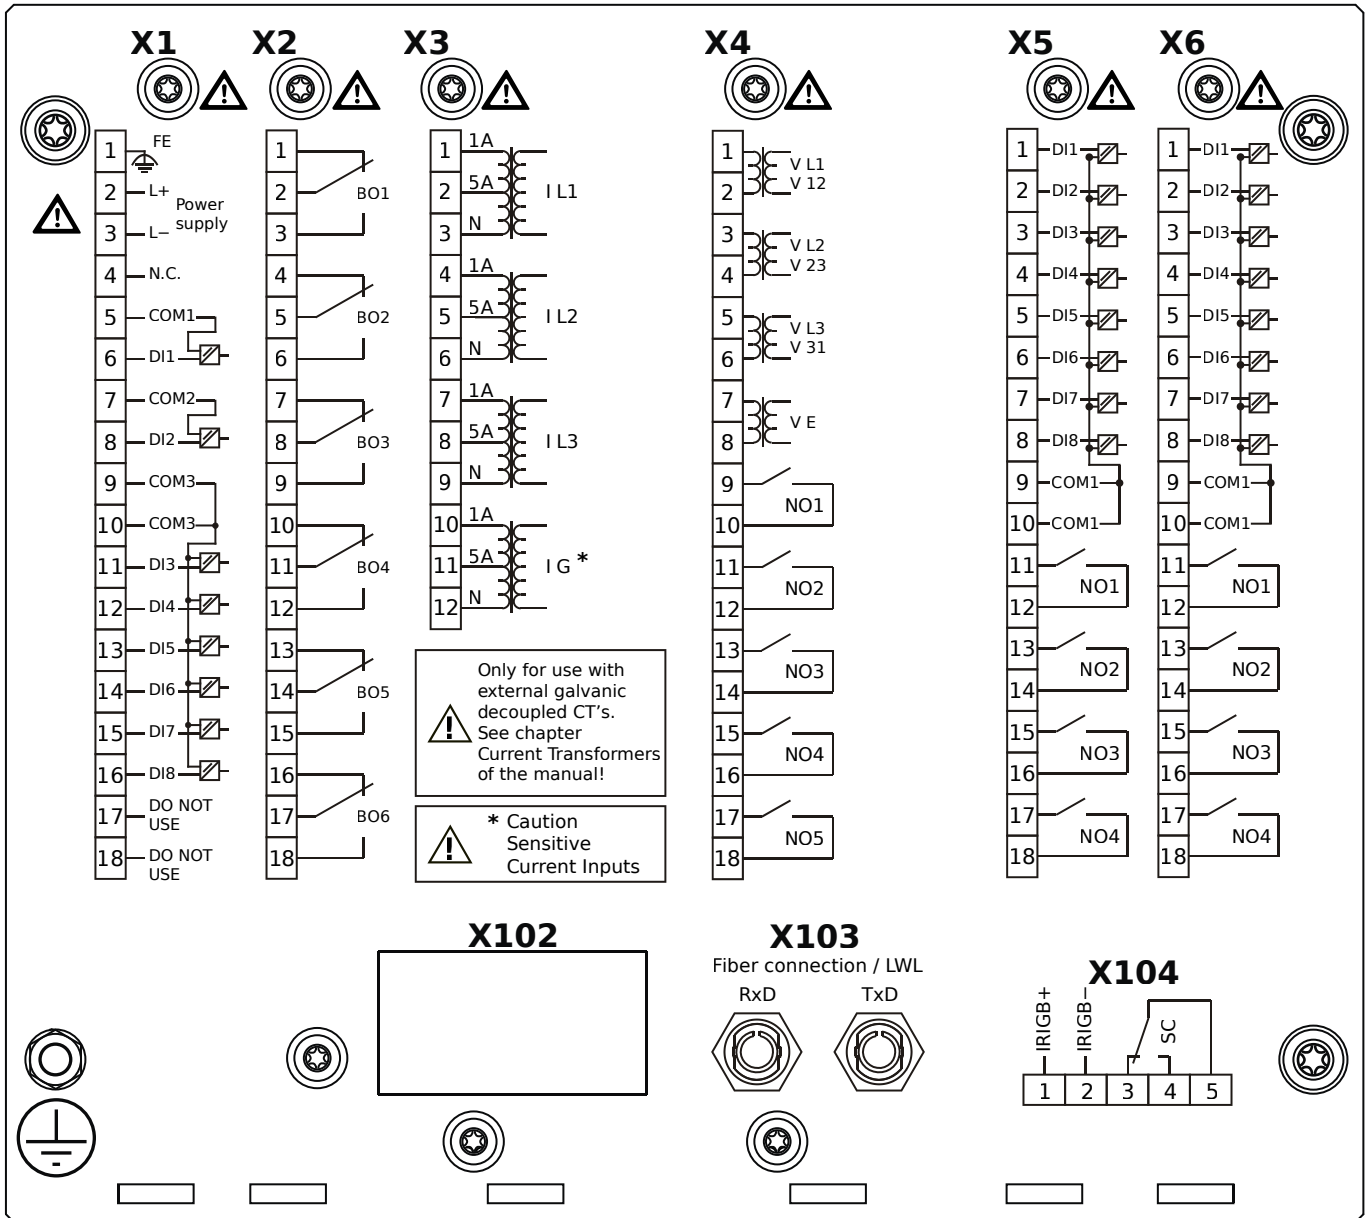 X1
1 FE
2 L+
Power
supply
3 L−
4 N.C.
5 COM1
6 DI1
7 COM2
8 DI2
9 COM3
10 COM3
11 DI3
12 DI4
13 DI5
14 DI6
15 DI7
16 DI8
17 DO NOT
USE
18 DO NOT
USE
X2
1
2 BO1
3
4
5 BO2
6
7
8 BO3
9
10
11 BO4
12
13
14 BO5
15
16
17 BO6
18
X3
1 1A
2 5A I L1
3 N
4 1A
5 5A I L2
6 N
7 1A
8 5A I L3
9 N
10 1A
11 5A I G *
12 N
Only for use with
external galvanic
decoupled CT's.
See chapter
Current Transformers
of the manual!
* Caution
Sensitive
Current Inputs
X4
1 V L1
2 V 12
3 V L2
4 V 23
5 V L3
6 V 31
7
V E
8
9
NO1
10
11
NO2
12
13
NO3
14
15
NO4
16
17
NO5
18
X5
1 DI1
2 DI2
3 DI3
4 DI4
5 DI5
6 DI6
7 DI7
8 DI8
9 COM1
10 COM1
11
NO1
12
13
NO2
14
15
NO3
16
17
NO4
18
X6
1 DI1
2 DI2
3 DI3
4 DI4
5 DI5
6 DI6
7 DI7
8 DI8
9 COM1
10 COM1
11
NO1
12
13
NO2
14
15
NO3
16
17
NO4
18
X102
X103
Fiber connection / LWL
RxD TxD
X104
IRIGB+
IRIGB−
SC
1 2 3 4 5